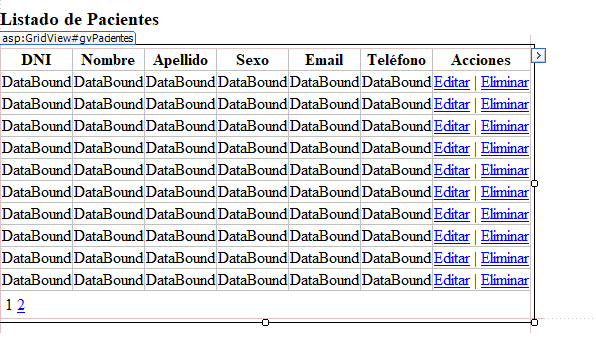 Listado de Pacientes
asp:GridView#gvPacientes
DNI Nombre Apellido Sexo Email Teléfono Acciones
DataBound DataBound DataBound DataBound DataBound DataBound Editar | Eliminar
DataBound DataBound DataBound DataBound DataBound DataBound Editar | Eliminar
DataBound DataBound DataBound DataBound DataBound DataBound Editar | Eliminar
DataBound DataBound DataBound DataBound DataBound DataBound Editar | Eliminar
DataBound DataBound DataBound DataBound DataBound DataBound Editar | Eliminar
DataBound DataBound DataBound DataBound DataBound DataBound Editar | Eliminar
DataBound DataBound DataBound DataBound DataBound DataBound Editar | Eliminar
DataBound DataBound DataBound DataBound DataBound DataBound Editar | Eliminar
DataBound DataBound DataBound DataBound DataBound DataBound Editar | Eliminar
DataBound DataBound DataBound DataBound DataBound DataBound Editar | Eliminar
1 2